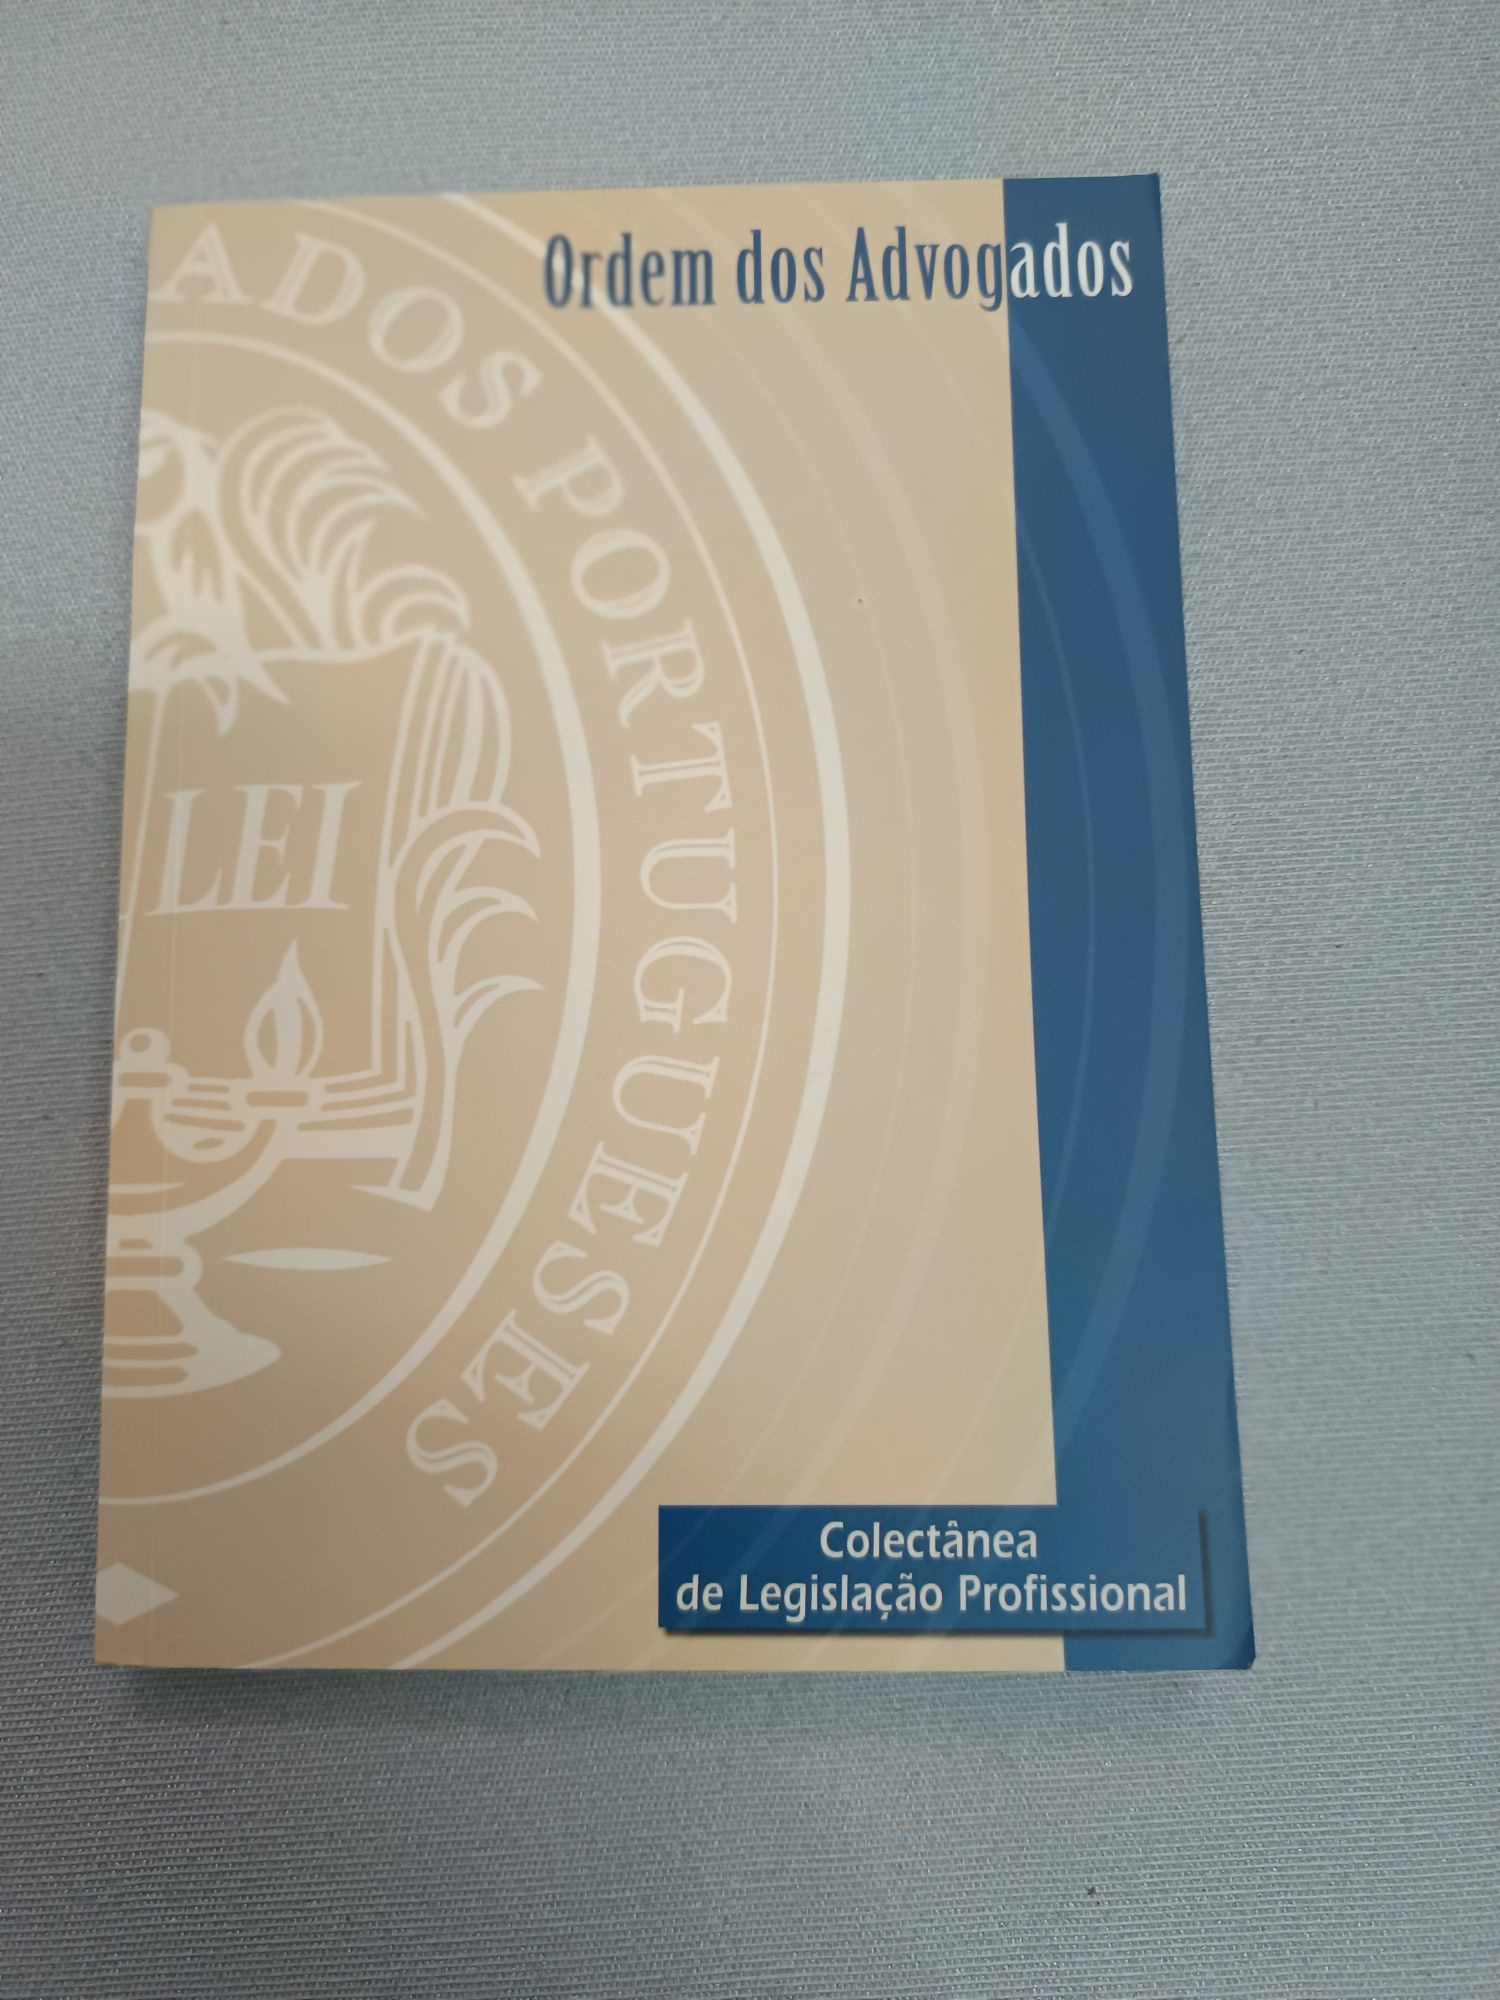 Ordem dos Advogados
ADOS PORTUGUESES
LEI
Colectânea
de Legislação Profissional